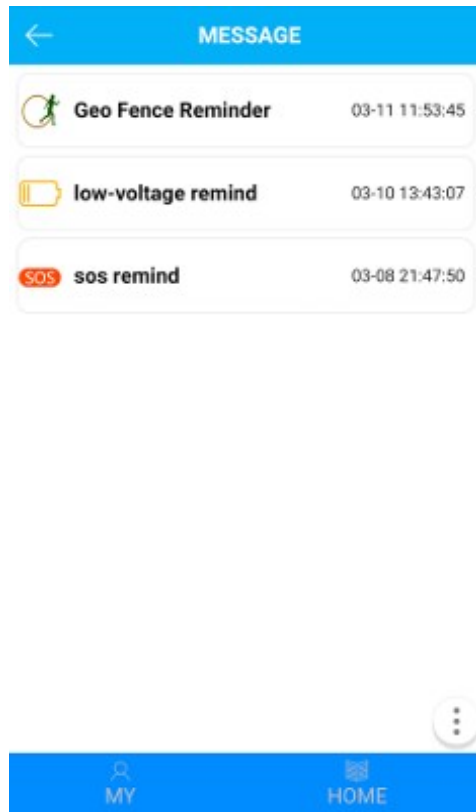 MESSAGE
Geo Fence Reminder 03-11 11:53:45
low-voltage remind 03-10 13:43:07
SOS sos remind 03-08 21:47:50
MY HOME